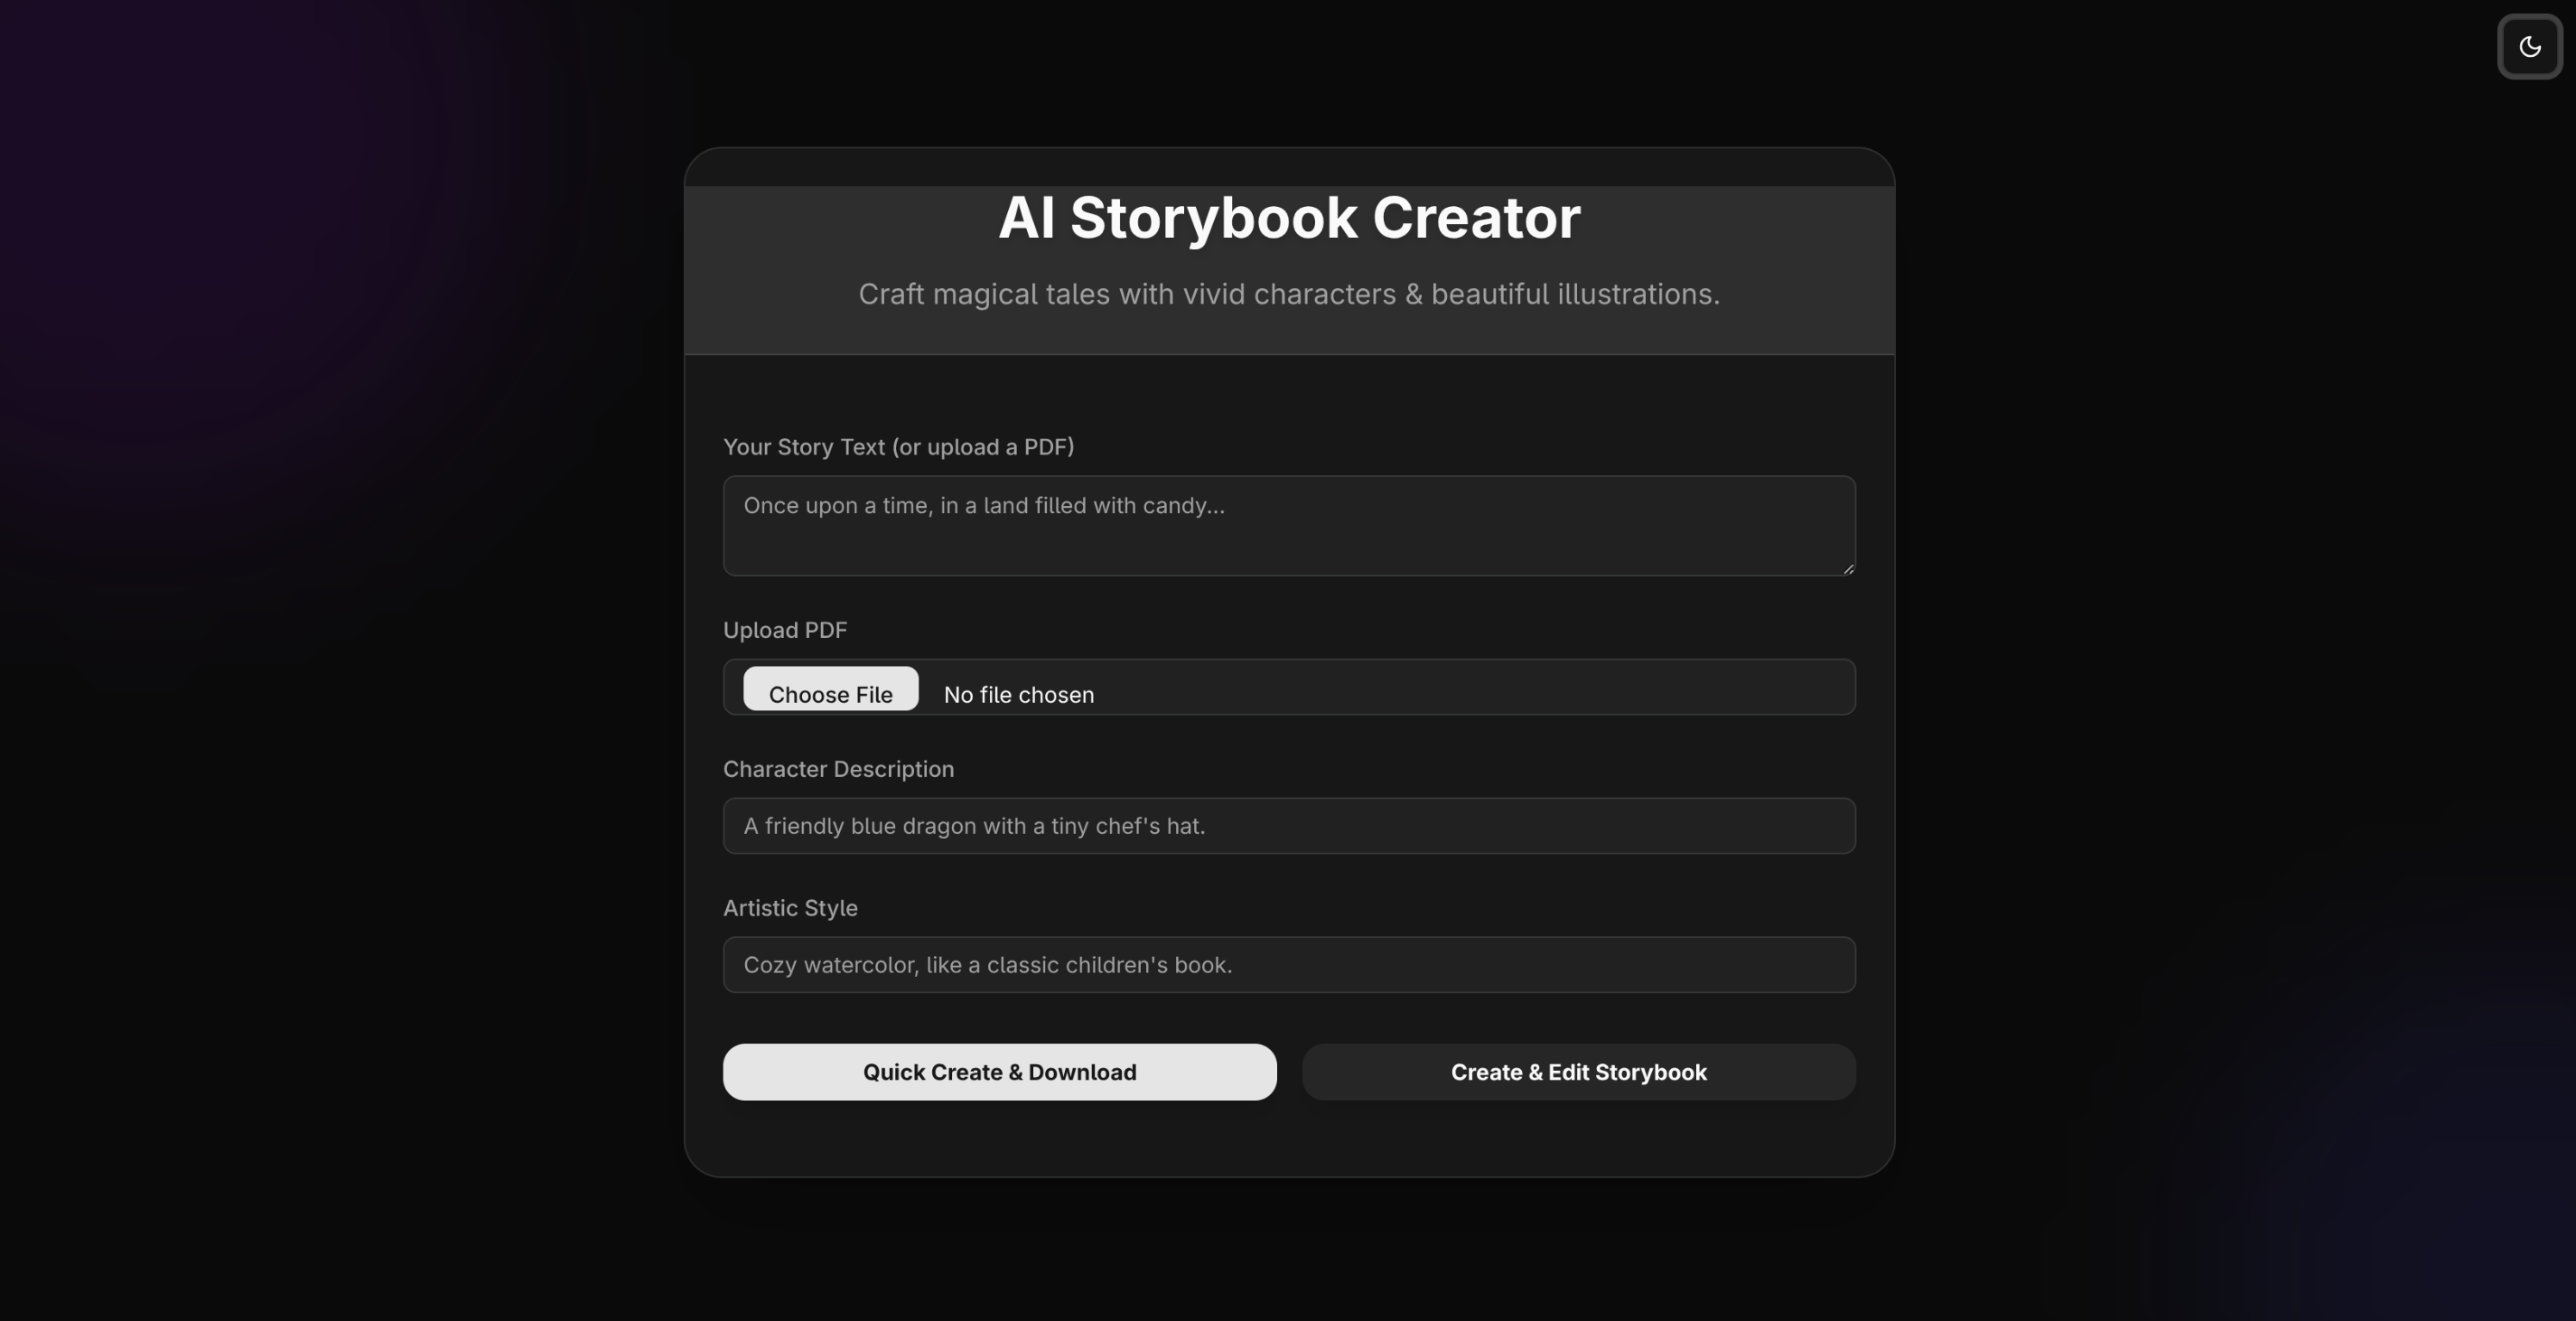 AI Storybook Creator
Craft magical tales with vivid characters & beautiful illustrations.
Your Story Text (or upload a PDF)
Once upon a time, in a land filled with candy...
Upload PDF
Choose File No file chosen
Character Description
A friendly blue dragon with a tiny chef's hat.
Artistic Style
Cozy watercolor, like a classic children's book.
Quick Create & Download
Create & Edit Storybook